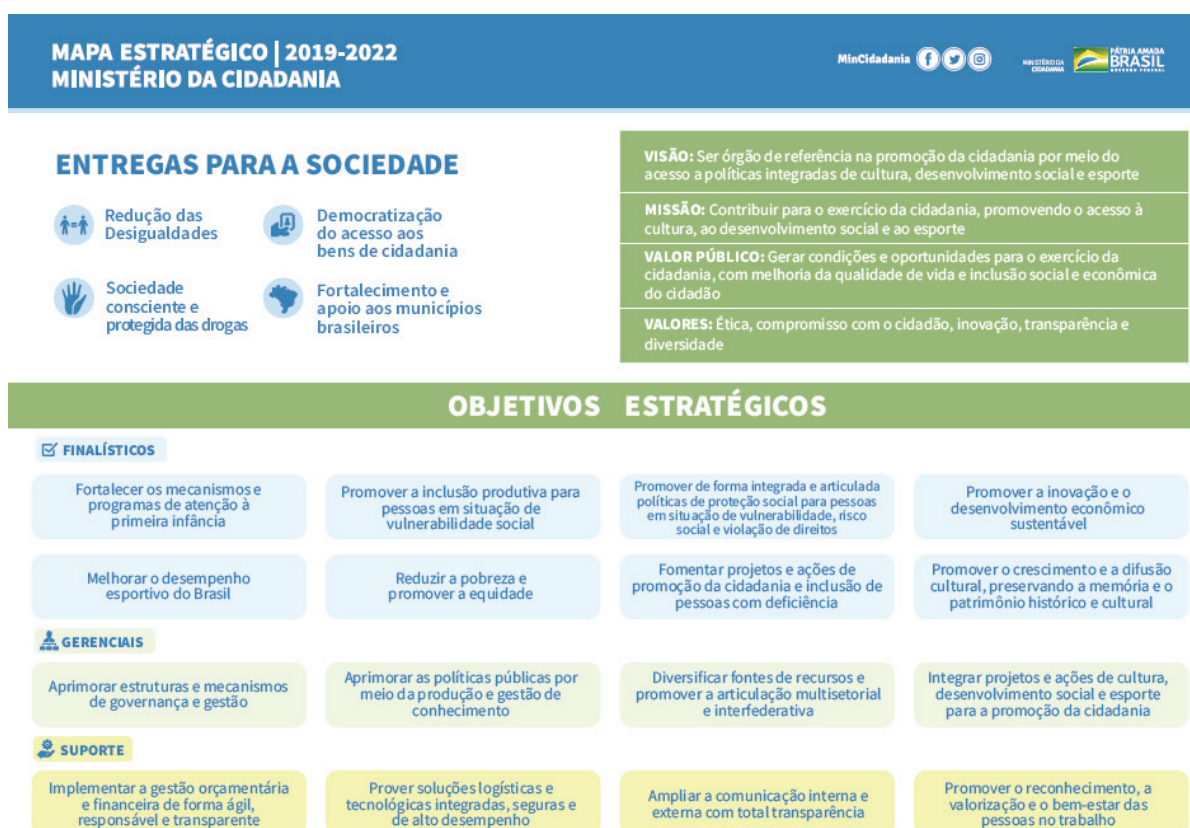 MAPA ESTRATÉGICO | 2019-2022
MINISTÉRIO DA CIDADANIA
MinCidadania
MINISTÉRIO DA
CIDADANIA
PÁTRIA AMADA
BRASIL
GOVERNO FEDERAL
ENTREGAS PARA A SOCIEDADE
Redução das
Desigualdades
Democratização
do acesso aos
bens de cidadania
Sociedade
consciente e
protegida das drogas
Fortalecimento e
apoio aos municípios
brasileiros
VISÃO: Ser órgão de referência na promoção da cidadania por meio do
acesso a políticas integradas de cultura, desenvolvimento social e esporte
MISSÃO: Contribuir para o exercício da cidadania, promovendo o acesso à
cultura, ao desenvolvimento social e ao esporte
VALOR PÚBLICO: Gerar condições e oportunidades para o exercício da
cidadania, com melhoria da qualidade de vida e inclusão social e econômica
do cidadão
VALORES: Ética, compromisso com o cidadão, inovação, transparência e
diversidade
OBJETIVOS ESTRATÉGICOS
FINALÍSTICOS
Fortalecer os mecanismos e
programas de atenção à
primeira infância
Promover a inclusão produtiva para
pessoas em situação de
vulnerabilidade social
Promover de forma integrada e articulada
políticas de proteção social para pessoas
em situação de vulnerabilidade, risco
social e violação de direitos
Promover a inovação e o
desenvolvimento econômico
sustentável
Melhorar o desempenho
esportivo do Brasil
Reduzir a pobreza e
promover a equidade
Fomentar projetos e ações de
promoção da cidadania e inclusão de
pessoas com deficiência
Promover o crescimento e a difusão
cultural, preservando a memória e o
patrimônio histórico e cultural
GERENCIAIS
Aprimorar estruturas e mecanismos
de governança e gestão
Aprimorar as políticas públicas por
meio da produção e gestão de
conhecimento
Diversificar fontes de recursos e
promover a articulação multisetorial
e interfederativa
Integrar projetos e ações de cultura,
desenvolvimento social e esporte
para a promoção da cidadania
SUPORTE
Implementar a gestão orçamentária
e financeira de forma ágil,
responsável e transparente
Prover soluções logísticas e
tecnológicas integradas, seguras e
de alto desempenho
Ampliar a comunicação interna e
externa com total transparência
Promover o reconhecimento, a
valorização e o bem-estar das
pessoas no trabalho